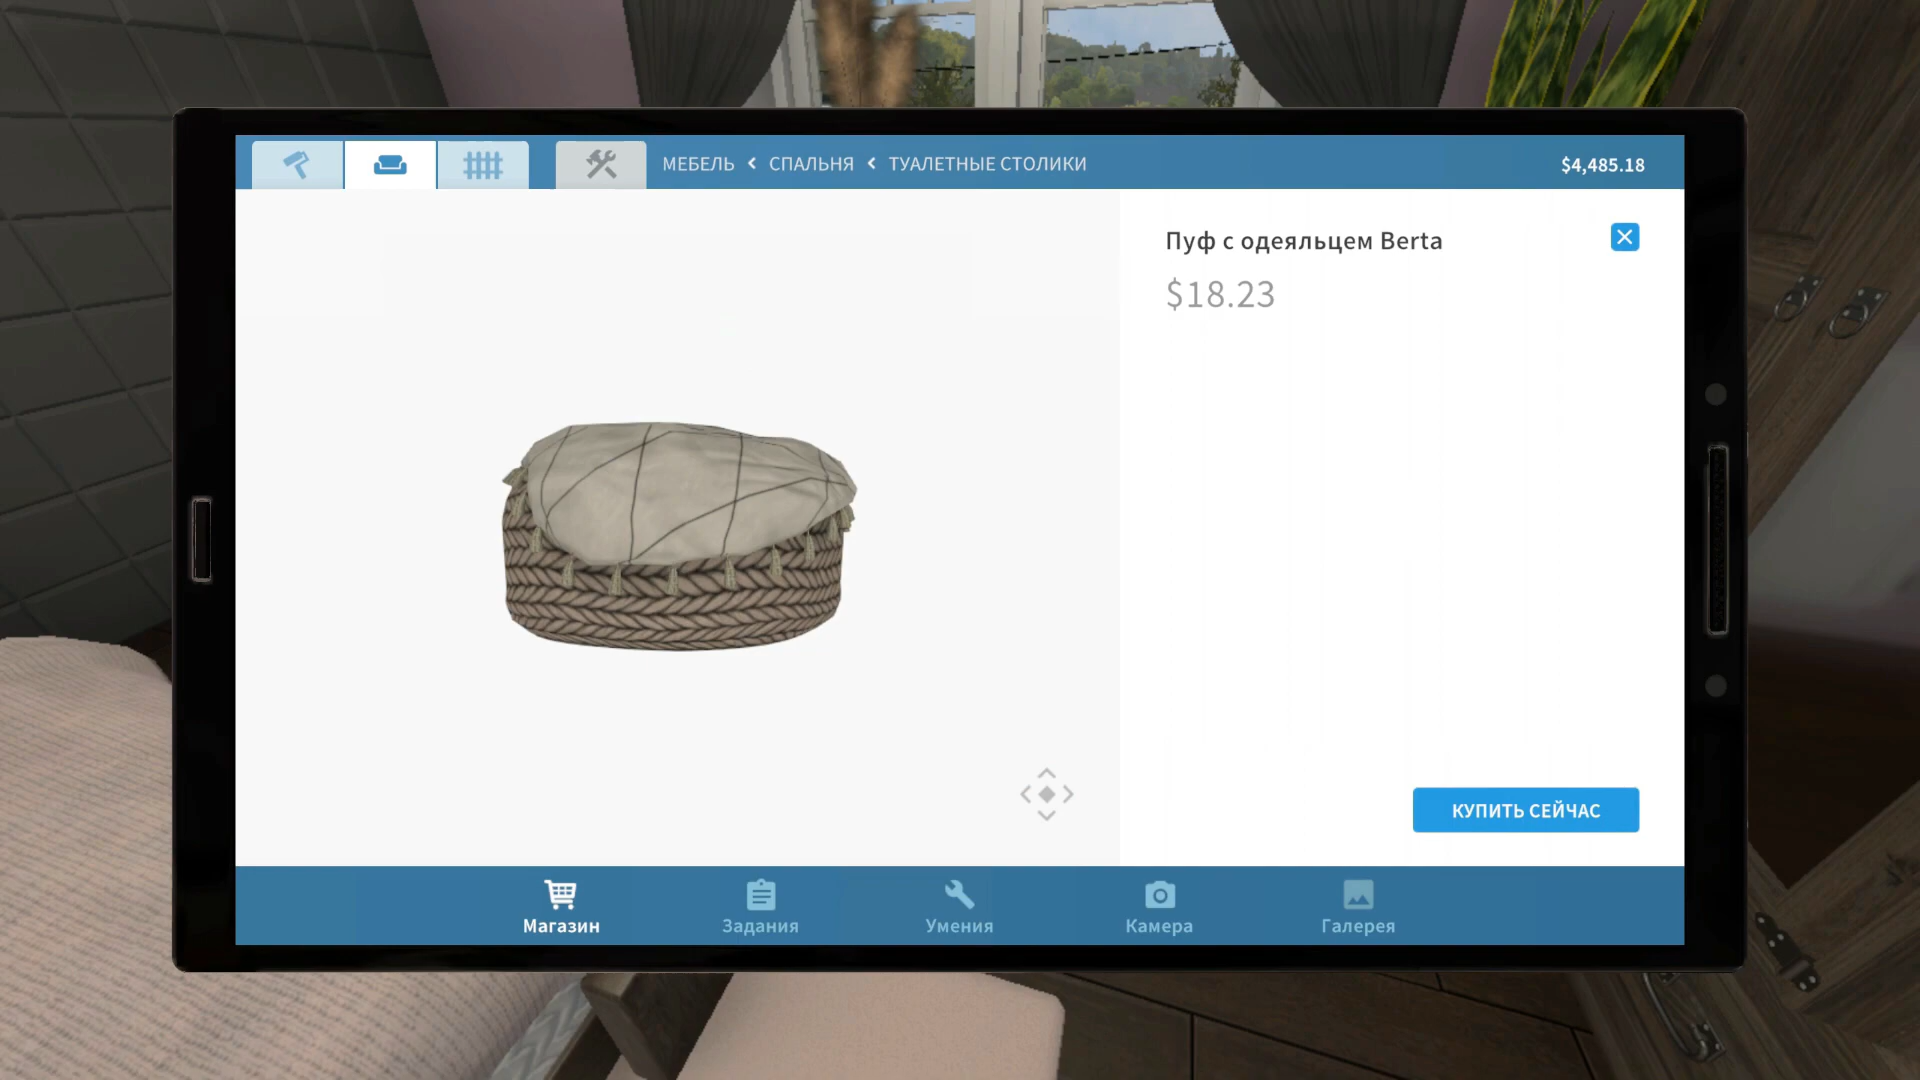 МЕБЕЛЬ < СПАЛЬНЯ < ТУАЛЕТНЫЕ СТОЛИКИ
$4,485.18
Пуф с одеяльцем Berta
$18.23
КУПИТЬ СЕЙЧАС
Магазин
Задания
Умения
Камера
Галерея